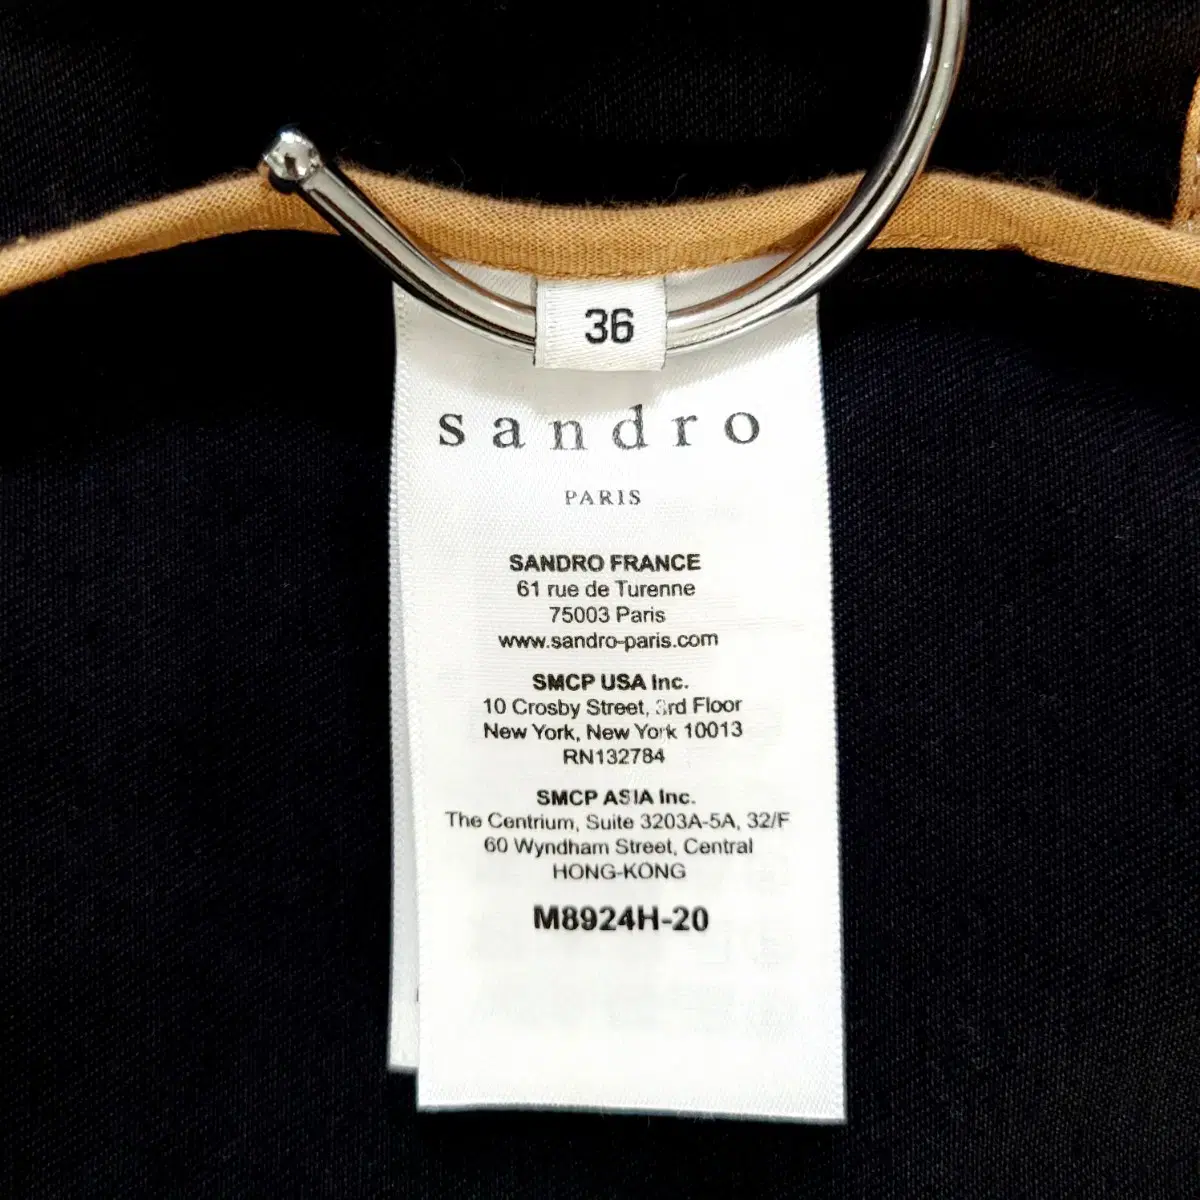 36
sandro
PARIS
SANDRO FRANCE
61 rue de Turenne
75003 Paris
www.sandro-paris.com
SMCP USA Inc.
10 Crosby Street, 3rd Floor
New York, New York 10013
RN132784
SMCP ASIA Inc.
The Centrium, Suite 3203A-5A, 32/F
60 Wyndham Street, Central
HONG-KONG
M8924H-20